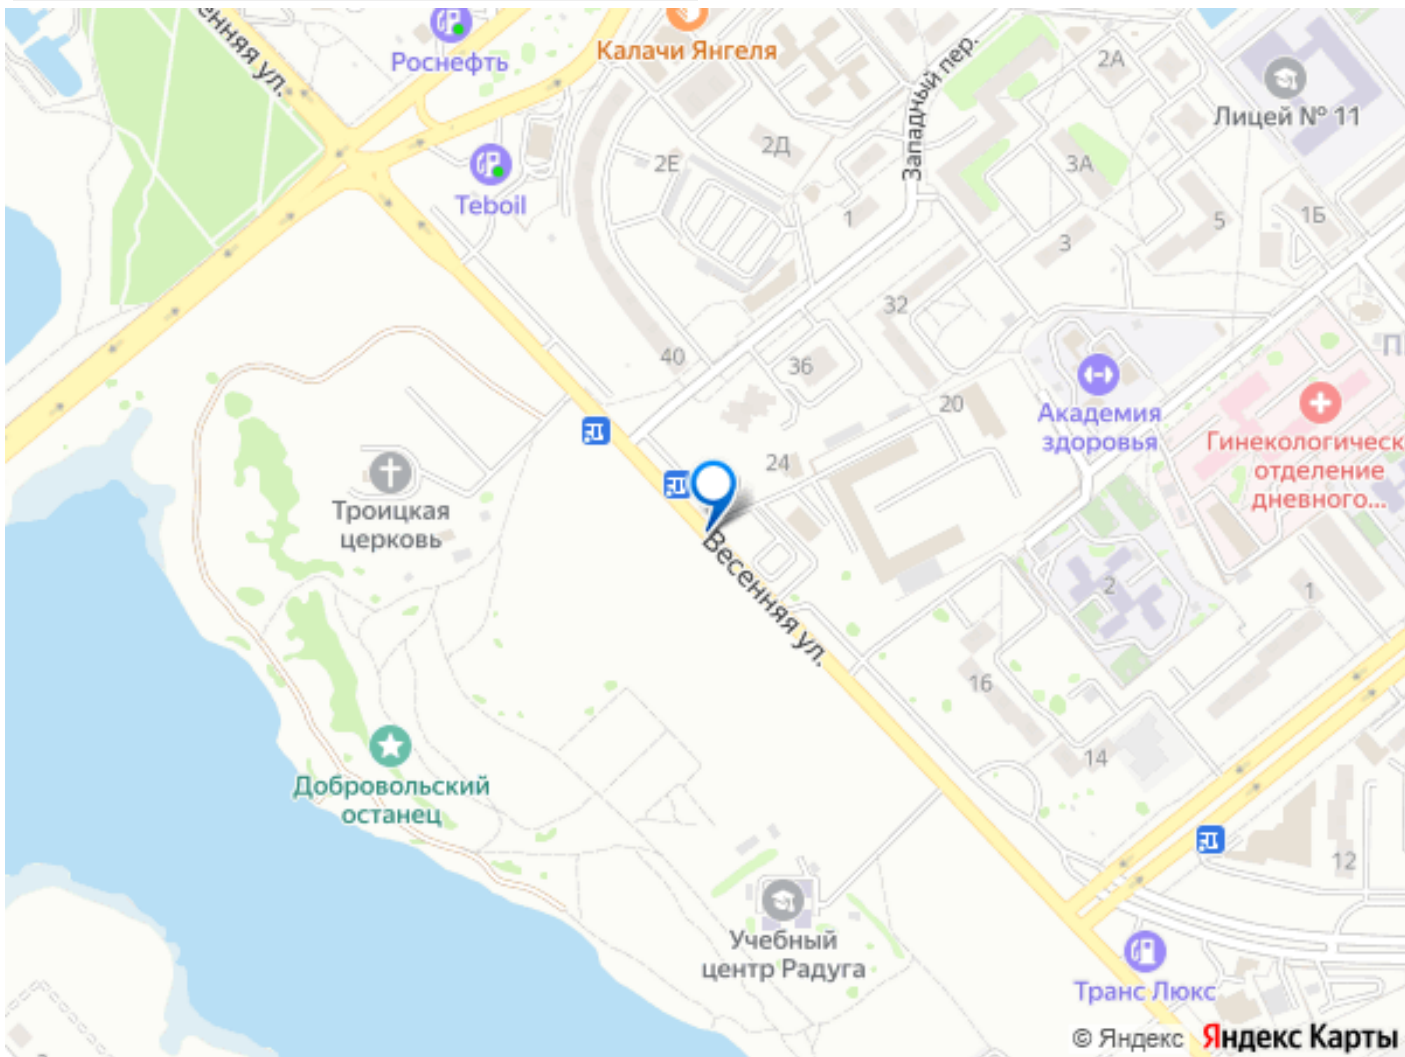 енняя ул.
Роснефть
Калачи Янгеля
Западный пер.
2А
Лицей № 11
Teboil
2Е
2Д
3А
1
5
1Б
3
32
40
36
20
Академия
здоровья
Гинекологическ
отделение
дневного...
П
24
Троицкая
церковь
Весенняя ул.
2
1
16
14
Добровольский
останец
12
Учебный
центр Радуга
Транс Люкс
© Яндекс Яндекс Карты